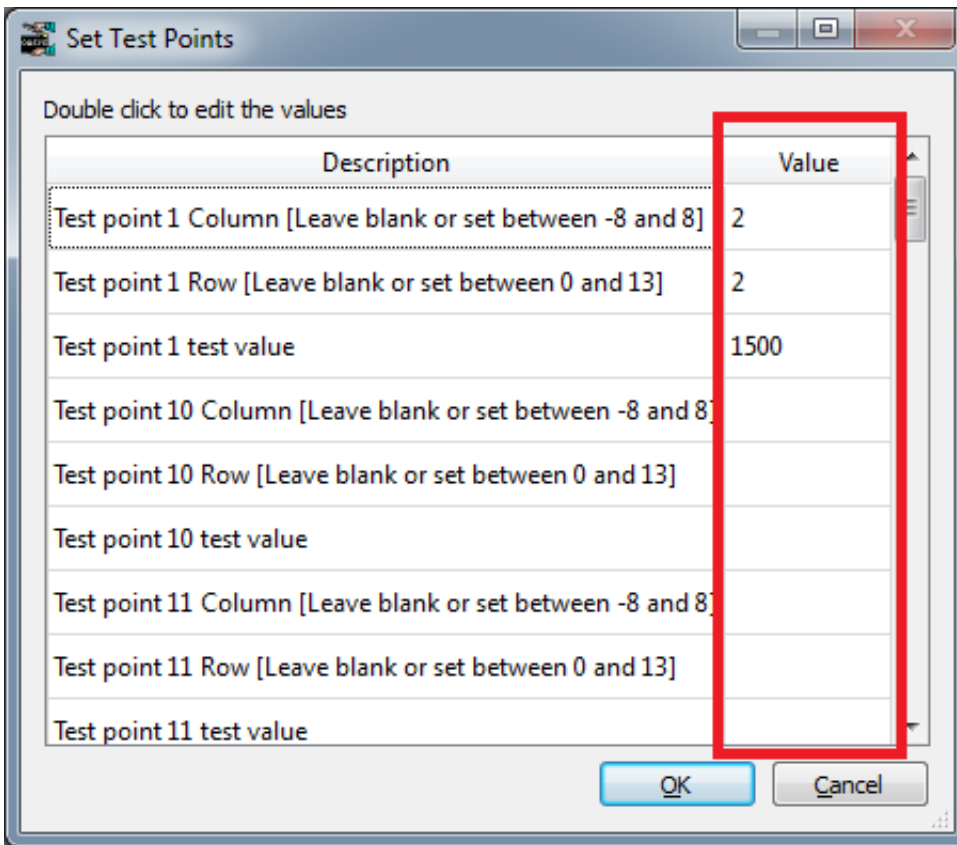 Set Test Points
Double click to edit the values
Description Value
Test point 1 Column [Leave blank or set between -8 and 8] 2
Test point 1 Row [Leave blank or set between 0 and 13] 2
Test point 1 test value 1500
Test point 10 Column [Leave blank or set between -8 and 8]
Test point 10 Row [Leave blank or set between 0 and 13]
Test point 10 test value
Test point 11 Column [Leave blank or set between -8 and 8]
Test point 11 Row [Leave blank or set between 0 and 13]
Test point 11 test value
OK Cancel